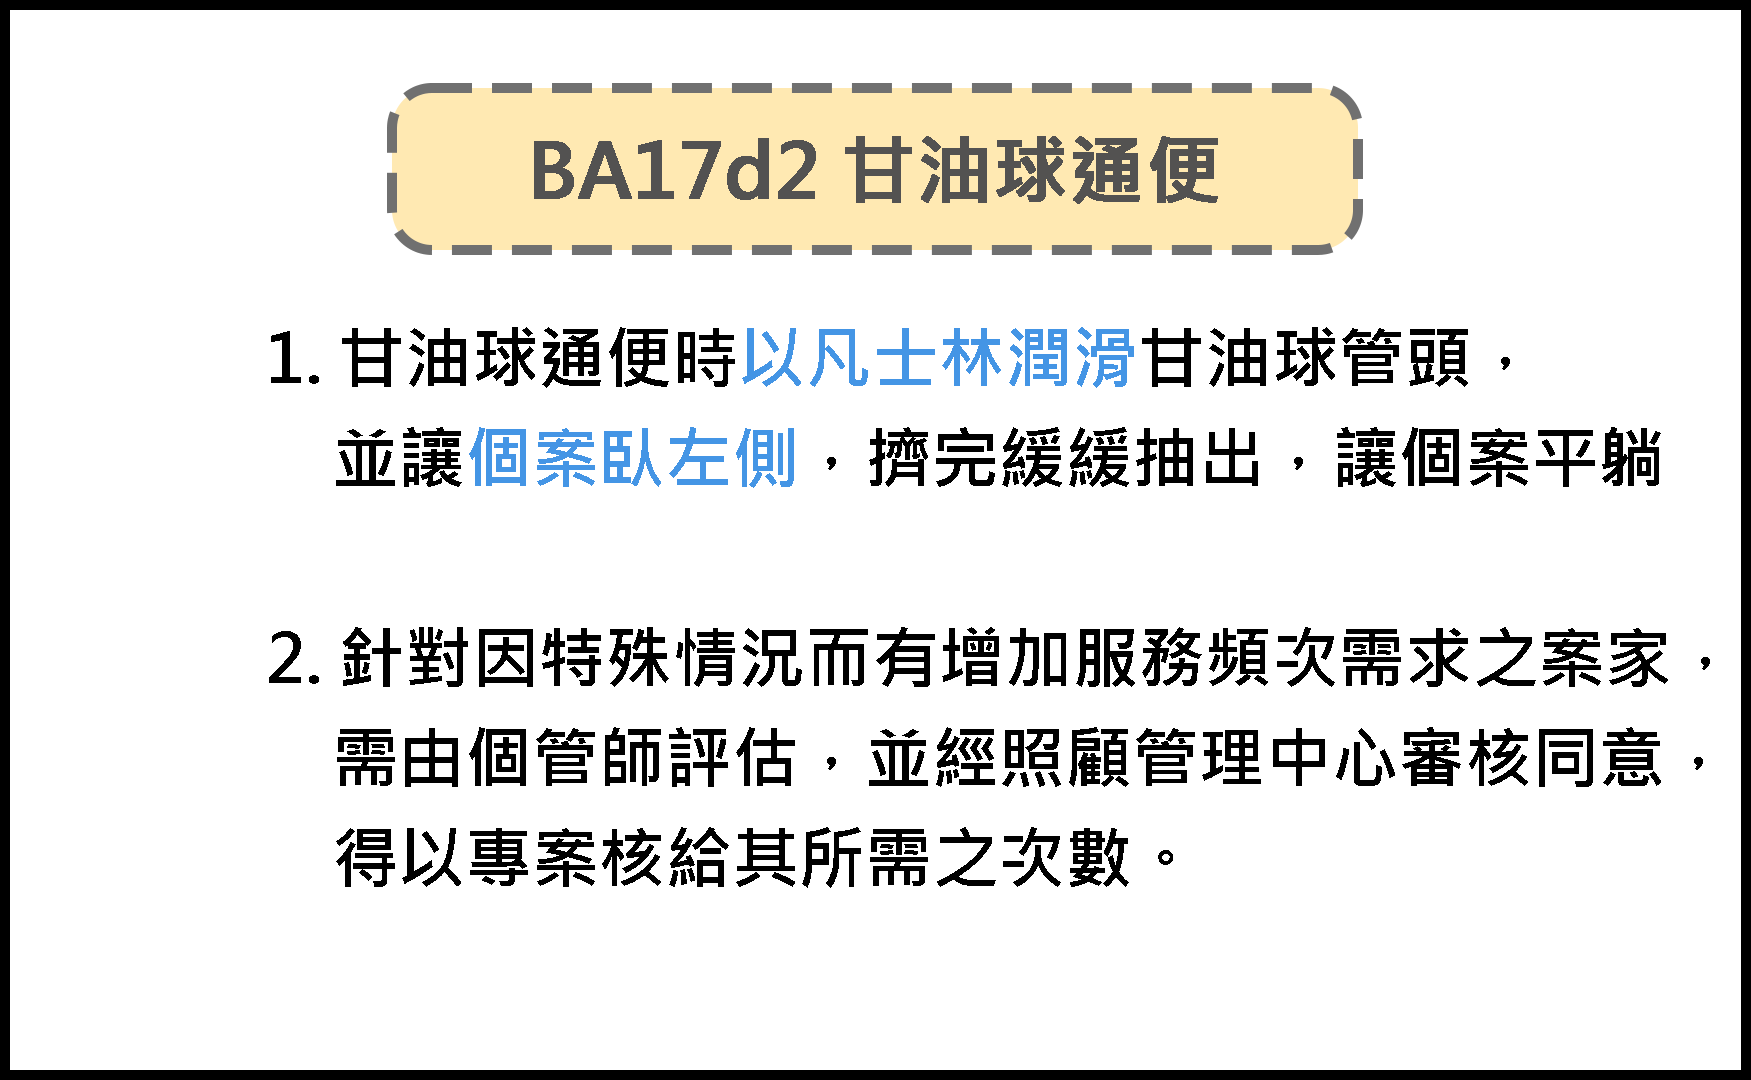 BA17d2 甘油球通便
1. 甘油球通便時以凡士林潤滑甘油球管頭，
並讓個案臥左側，擠完緩緩抽出，讓個案平躺
2. 針對因特殊情況而有增加服務頻次需求之案家，
需由個管師評估，並經照顧管理中心審核同意，
得以專案核給其所需之次數。